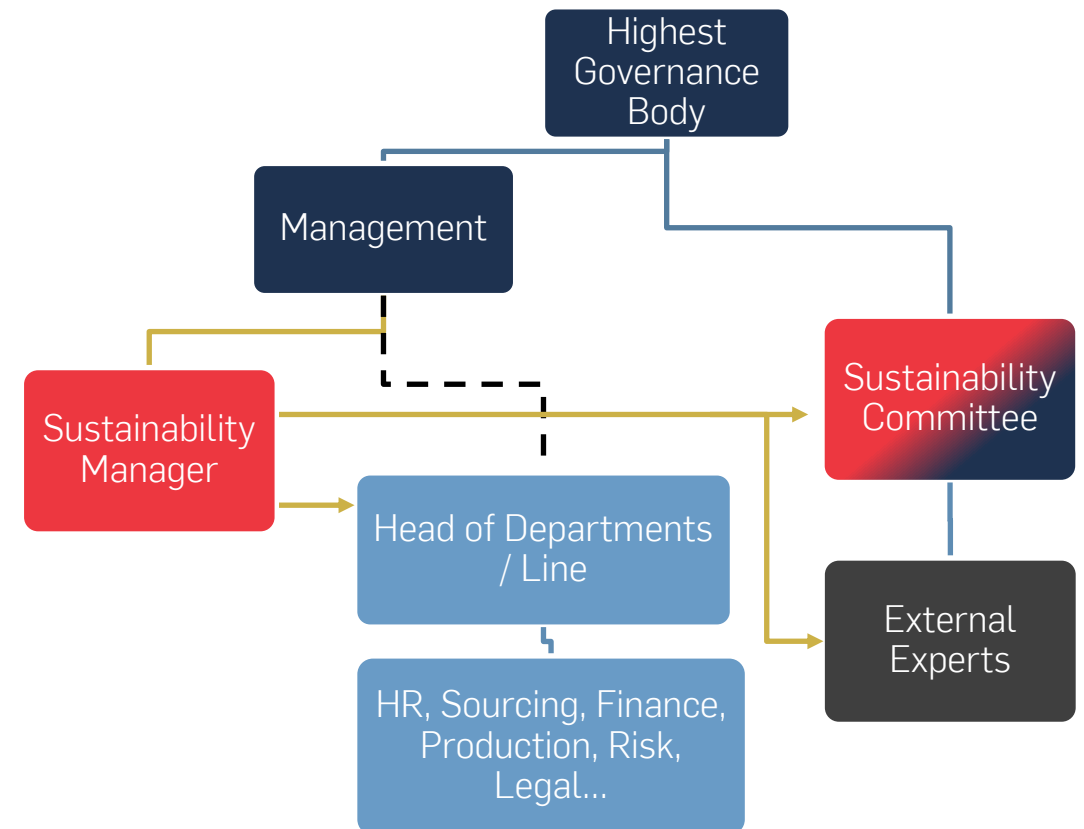 Highest
Governance
Body
Management
Sustainability
Manager
Sustainability
Committee
Head of Departments
/ Line
External
Experts
HR, Sourcing, Finance,
Production, Risk,
Legal...